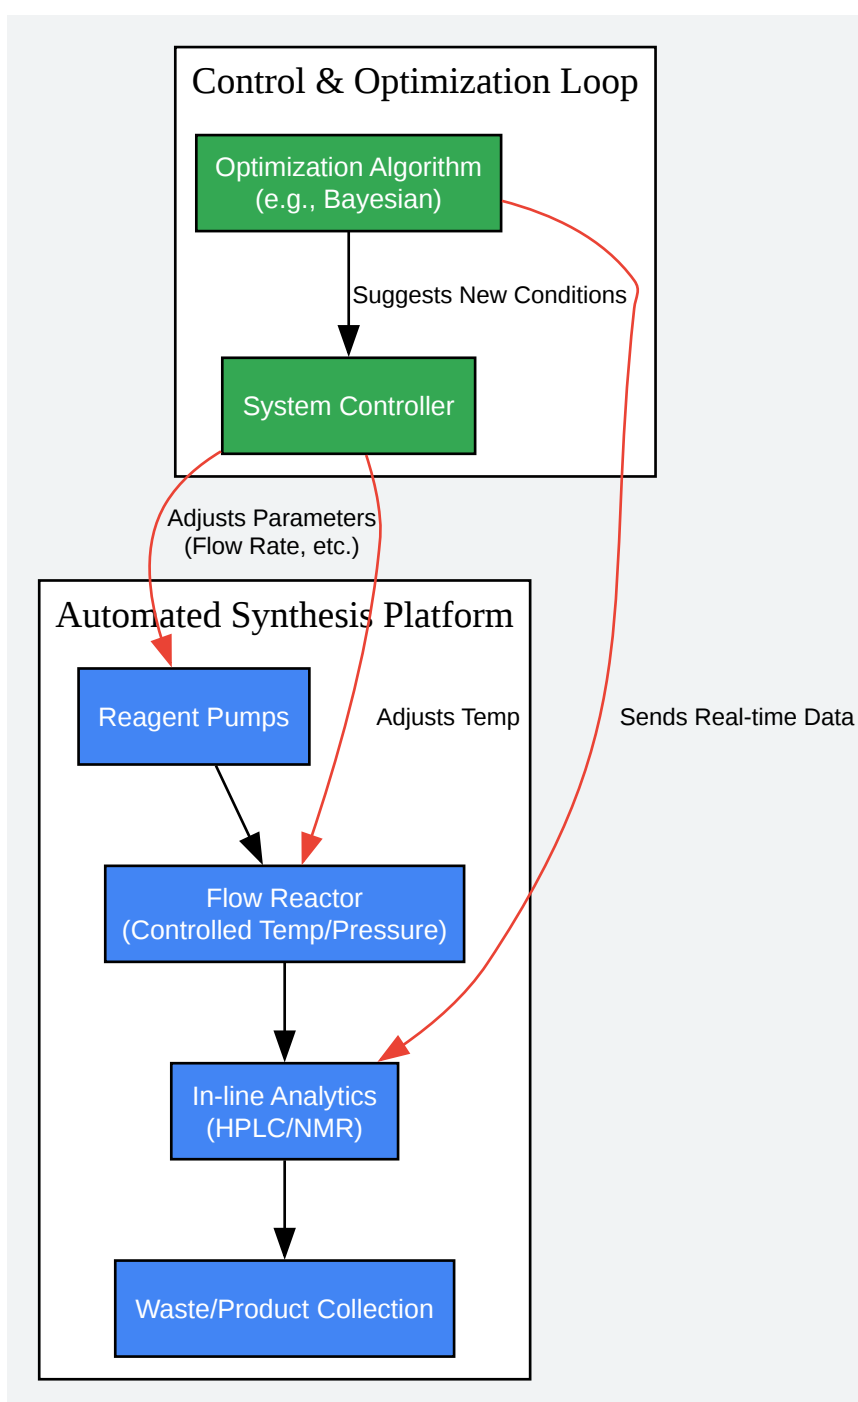 Control & Optimization Loop
Optimization Algorithm
(e.g., Bayesian)
Suggests New Conditions
System Controller
Adjusts Parameters
(Flow Rate, etc.)
Automated Synthesis Platform
Reagent Pumps
Adjusts Temp
Sends Real-time Data
Flow Reactor
(Controlled Temp/Pressure)
In-line Analytics
(HPLC/NMR)
Waste/Product Collection